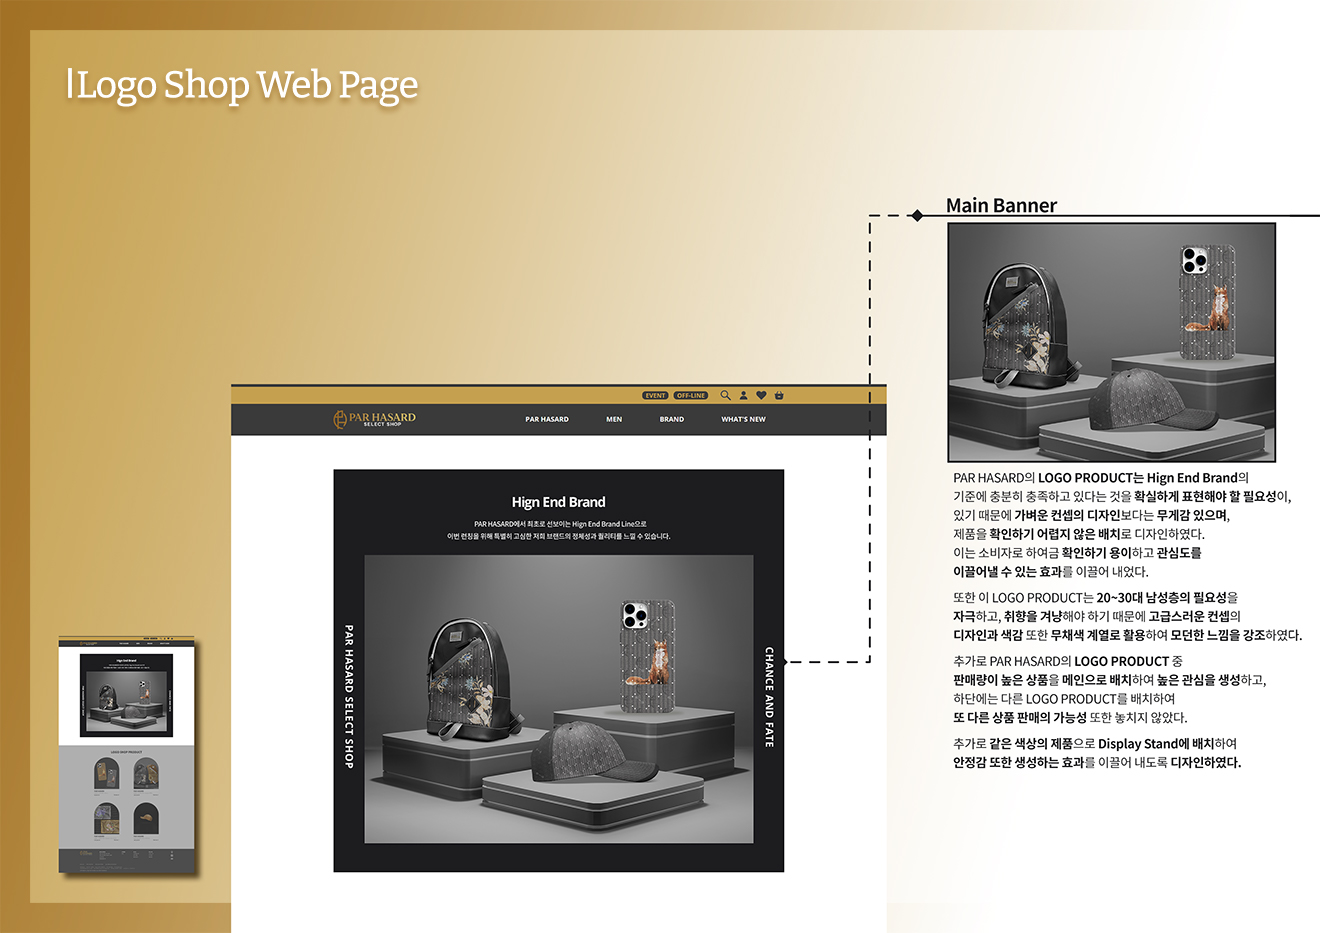 Logo Shop Web Page
Main Banner
EVENT
OFF-LINE
PAR HASARD
SELECT SHOP
PAR HASARD
MEN
BRAND
WHAT'S NEW
Hign End Brand
PAR HASARD에서 최초로 선보이는 Hign End Brand Line으로
이번 런칭을 위해 특별히 고심한 저희 브랜드의 정체성과 퀄리티를 느낄 수 있습니다.
PAR HASARD SELECT SHOP
CHANCE AND FATE
PAR HASARD의 LOGO PRODUCT는 Hign End Brand의
기준에 충분히 충족하고 있다는 것을 확실하게 표현해야 할 필요성이,
있기 때문에 가벼운 컨셉의 디자인보다는 무게감 있으며,
제품을 확인하기 어렵지 않은 배치로 디자인하였다.
이는 소비자로 하여금 확인하기 용이하고 관심도를
이끌어낼 수 있는 효과를 이끌어 내었다.
또한 이 LOGO PRODUCT는 20~30대 남성층의 필요성을
자극하고, 취향을 겨냥해야 하기 때문에 고급스러운 컨셉의
디자인과 색감 또한 무채색 계열로 활용하여 모던한 느낌을 강조하였다.
추가로 PAR HASARD의 LOGO PRODUCT 중
판매량이 높은 상품을 메인으로 배치하여 높은 관심을 생성하고,
하단에는 다른 LOGO PRODUCT를 배치하여
또 다른 상품 판매의 가능성 또한 놓치지 않았다.
추가로 같은 색상의 제품으로 Display Stand에 배치하여
안정감 또한 생성하는 효과를 이끌어 내도록 디자인하였다.
Hign End Brand
LOGO SHOP PRODUCT